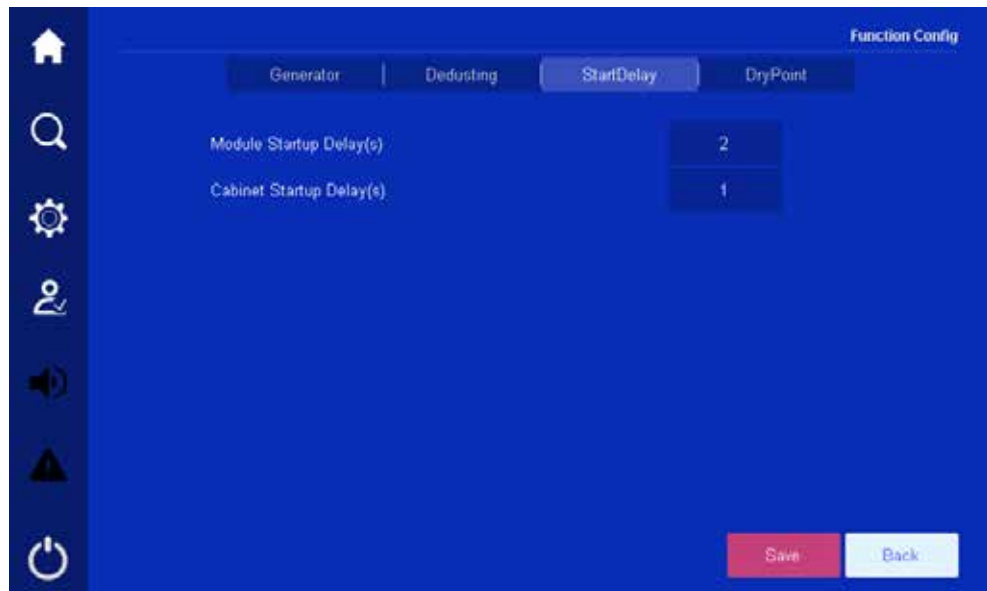 Function Config
Generator | Dedusting StartDelay DryPoint
Module Startup Delay(s) 2
Cabinet Startup Delay(s) 1
Save Back